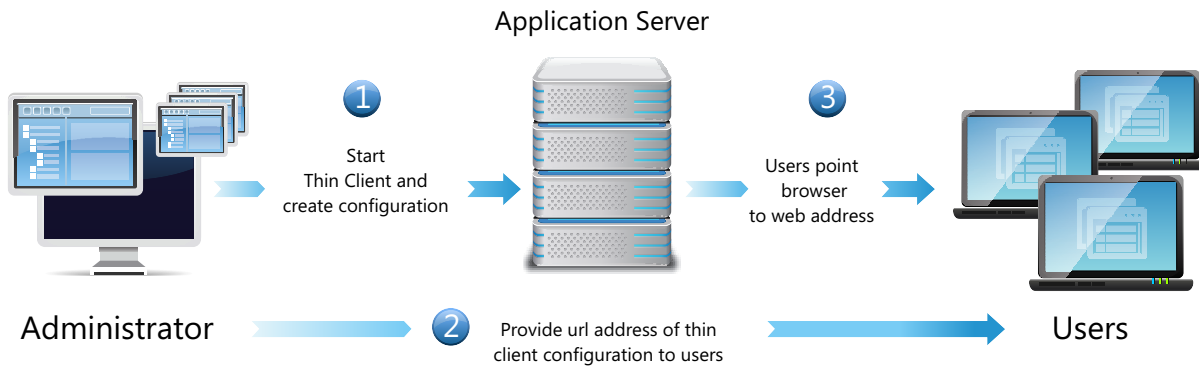 Application Server
1
Start
Thin Client and
create configuration
3
Users point
browser
to web address
Administrator
2
Provide url address of thin
client configuration to users
Users